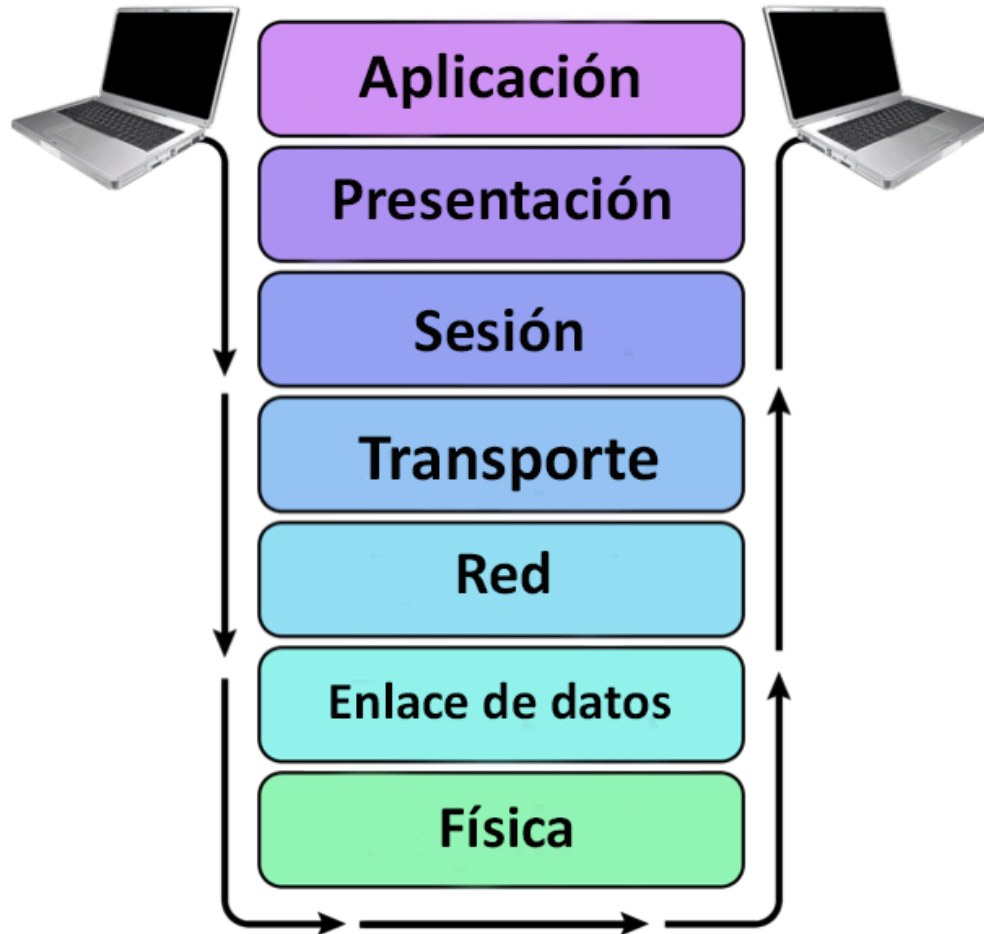 Aplicación
Presentación
Sesión
Transporte
Red
Enlace de datos
Física